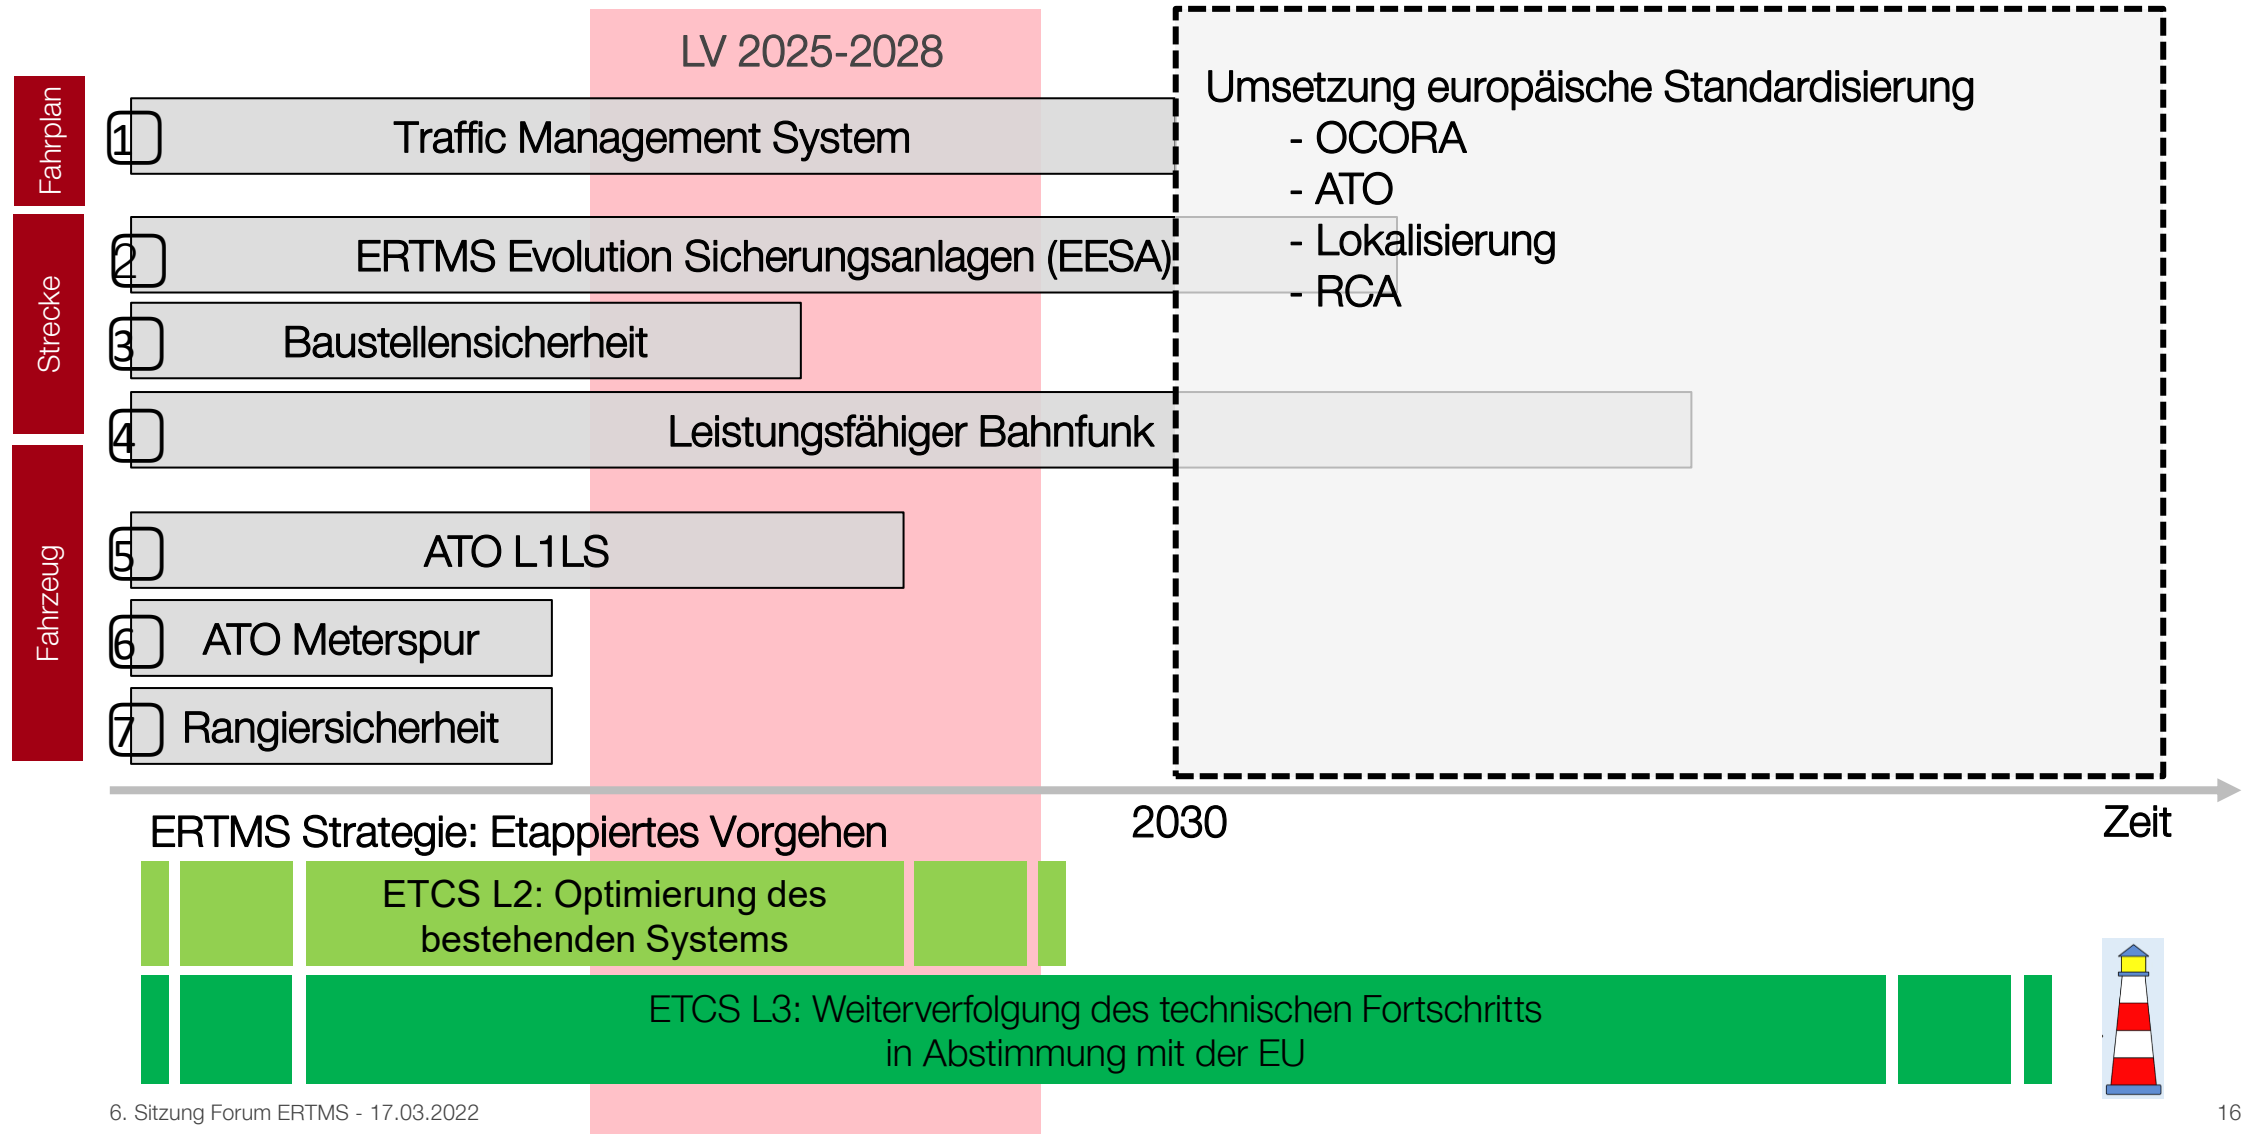 LV 2025-2028
Fahrplan
1
Traffic Management System
Strecke
2
ERTMS Evolution Sicherungsanlagen (EESA)
3
Baustellensicherheit
4
Leistungsfähiger Bahnfunk
Fahrzeug
5
ATO L1LS
6
ATO Meterspur
7
Rangiersicherheit
Umsetzung europäische Standardisierung
- OCORA
- ATO
- Lokalisierung
- RCA
2030
Zeit
ERTMS Strategie: Etappiertes Vorgehen
ETCS L2: Optimierung des
bestehenden Systems
ETCS L3: Weiterverfolgung des technischen Fortschritts
in Abstimmung mit der EU
6. Sitzung Forum ERTMS - 17.03.2022
16